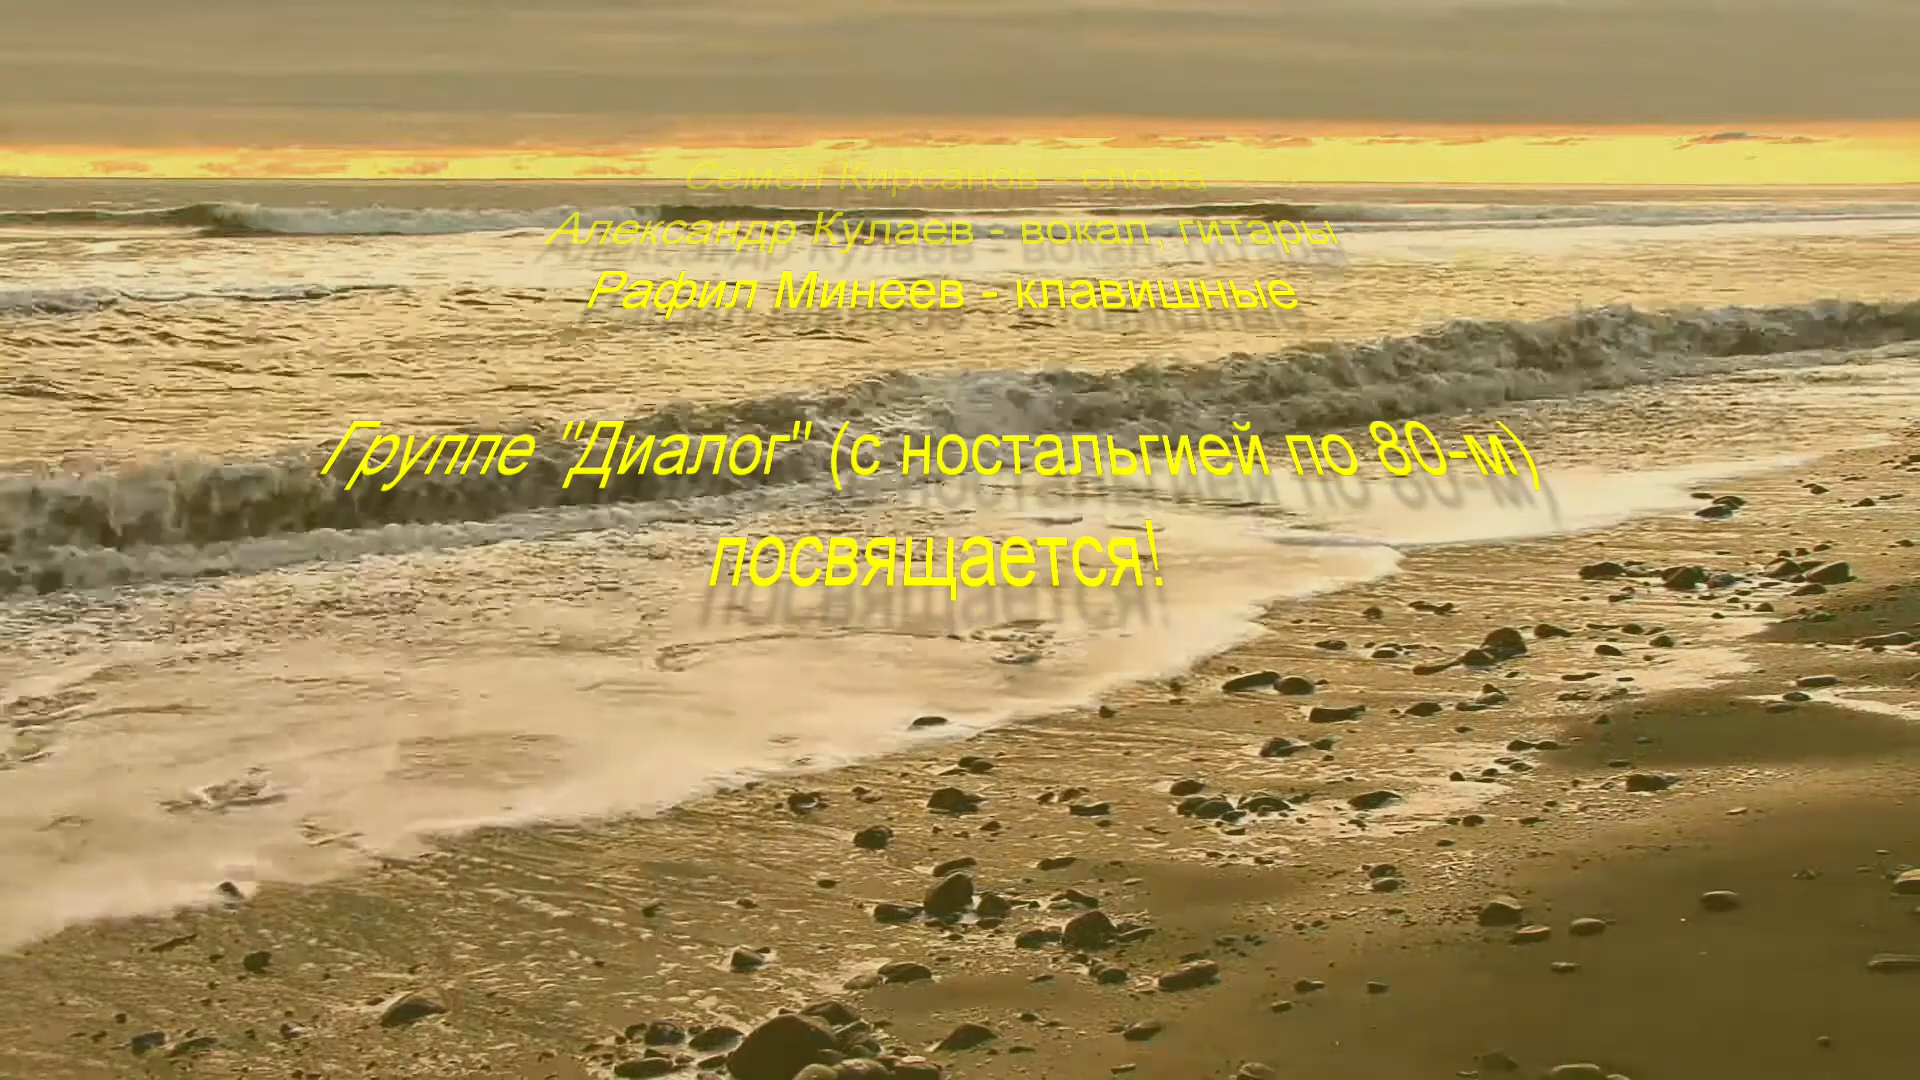 Семён Кирсанов - слова
Александр Кулаев - вокал, гитары
Рафил Минеев - клавишные
Группе "Диалог" (с ностальгией по 80-м)
посвящается!